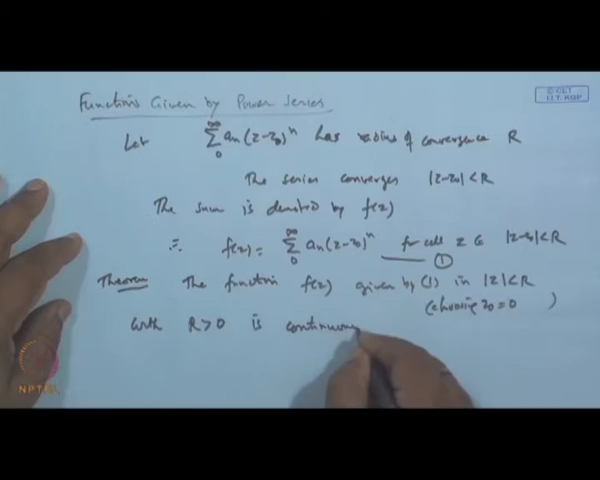 © CET
I.I.T. KGP
Functions Given by Power Series
Let ∑_0^∞ an(z-z0)^n has radius of convergence R
The series converges |z-z0|<R
The sum is denoted by f(z)
∴ f(z) = ∑_0^∞ an(z-z0)^n for all z ∈ |z-z0|<R
— (1)
Theorem The function f(z) given by (1) in |z|<R
(choosing z0=0 )
with R>0 is continuous
NPTEL